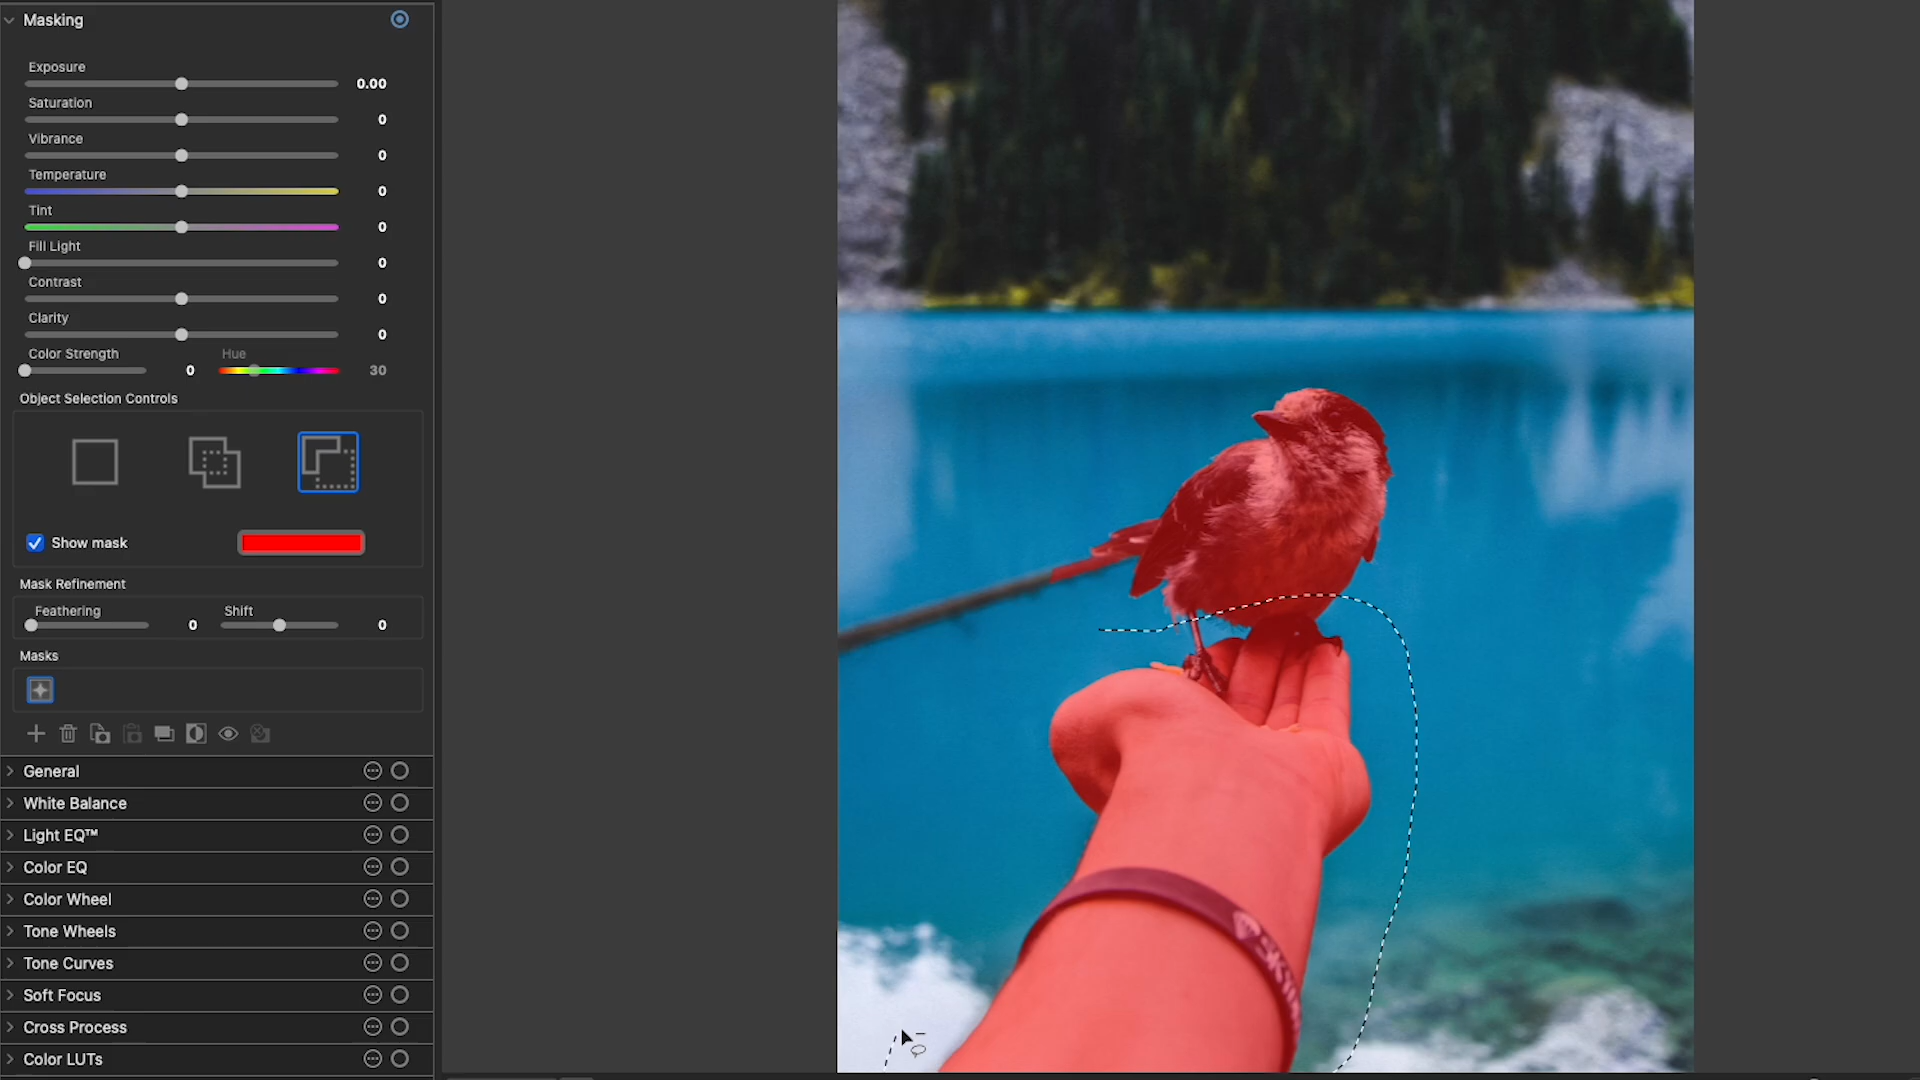 Masking
Exposure
0.00
Saturation
0
Vibrance
0
Temperature
0
Tint
0
Fill Light
0
Contrast
0
Clarity
0
Color Strength Hue
0 30
Object Selection Controls
Show mask
Mask Refinement
Feathering Shift
0 0
Masks
General
White Balance
Light EQ™
Color EQ
Color Wheel
Tone Wheels
Tone Curves
Soft Focus
Cross Process
Color LUTs